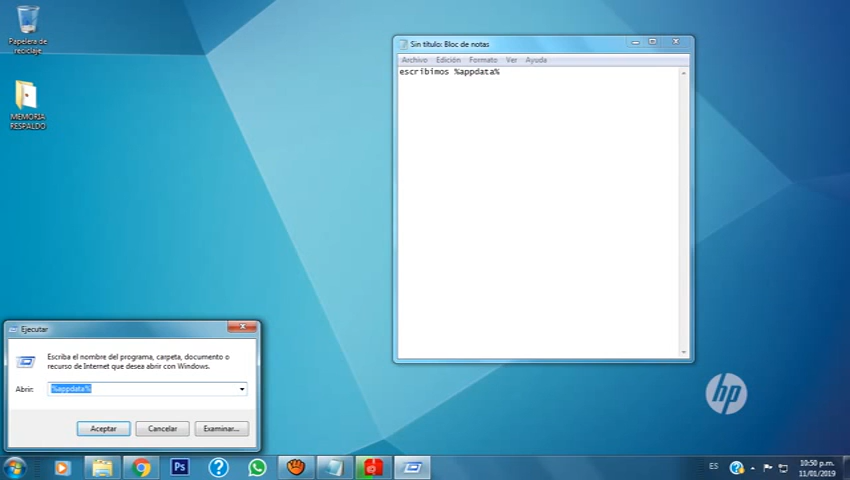 Papelera de
reciclaje
MEMORIA
RESPALDO
Sin título: Bloc de notas
Archivo Edición Formato Ver Ayuda
escribimos %appdata%
Ejecutar
Escriba el nombre del programa, carpeta, documento o
recurso de Internet que desea abrir con Windows.
Abrir: %appdata%
Aceptar Cancelar Examinar...
hp
Ps
ES
10:50 p.m.
11/01/2019